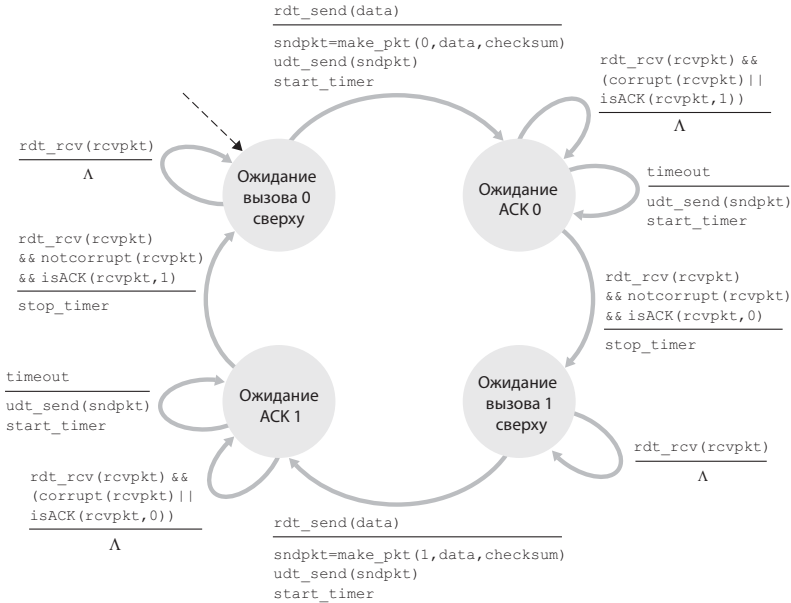 rdt_send(data)
sndpkt=make_pkt(0,data,checksum)
udt_send(sndpkt)
start_timer
rdt_rcv(rcvpkt) &&
(corrupt(rcvpkt)||
isACK(rcvpkt,1))
Λ
rdt_rcv(rcvpkt)
Λ
Ожидание
вызова 0
сверху
Ожидание
ACK 0
timeout
udt_send(sndpkt)
start_timer
rdt_rcv(rcvpkt)
&& notcorrupt(rcvpkt)
&& isACK(rcvpkt,1)
stop_timer
rdt_rcv(rcvpkt)
&& notcorrupt(rcvpkt)
&& isACK(rcvpkt,0)
stop_timer
timeout
udt_send(sndpkt)
start_timer
Ожидание
ACK 1
Ожидание
вызова 1
сверху
rdt_rcv(rcvpkt)
Λ
rdt_rcv(rcvpkt) &&
(corrupt(rcvpkt)||
isACK(rcvpkt,0))
Λ
rdt_send(data)
sndpkt=make_pkt(1,data,checksum)
udt_send(sndpkt)
start_timer